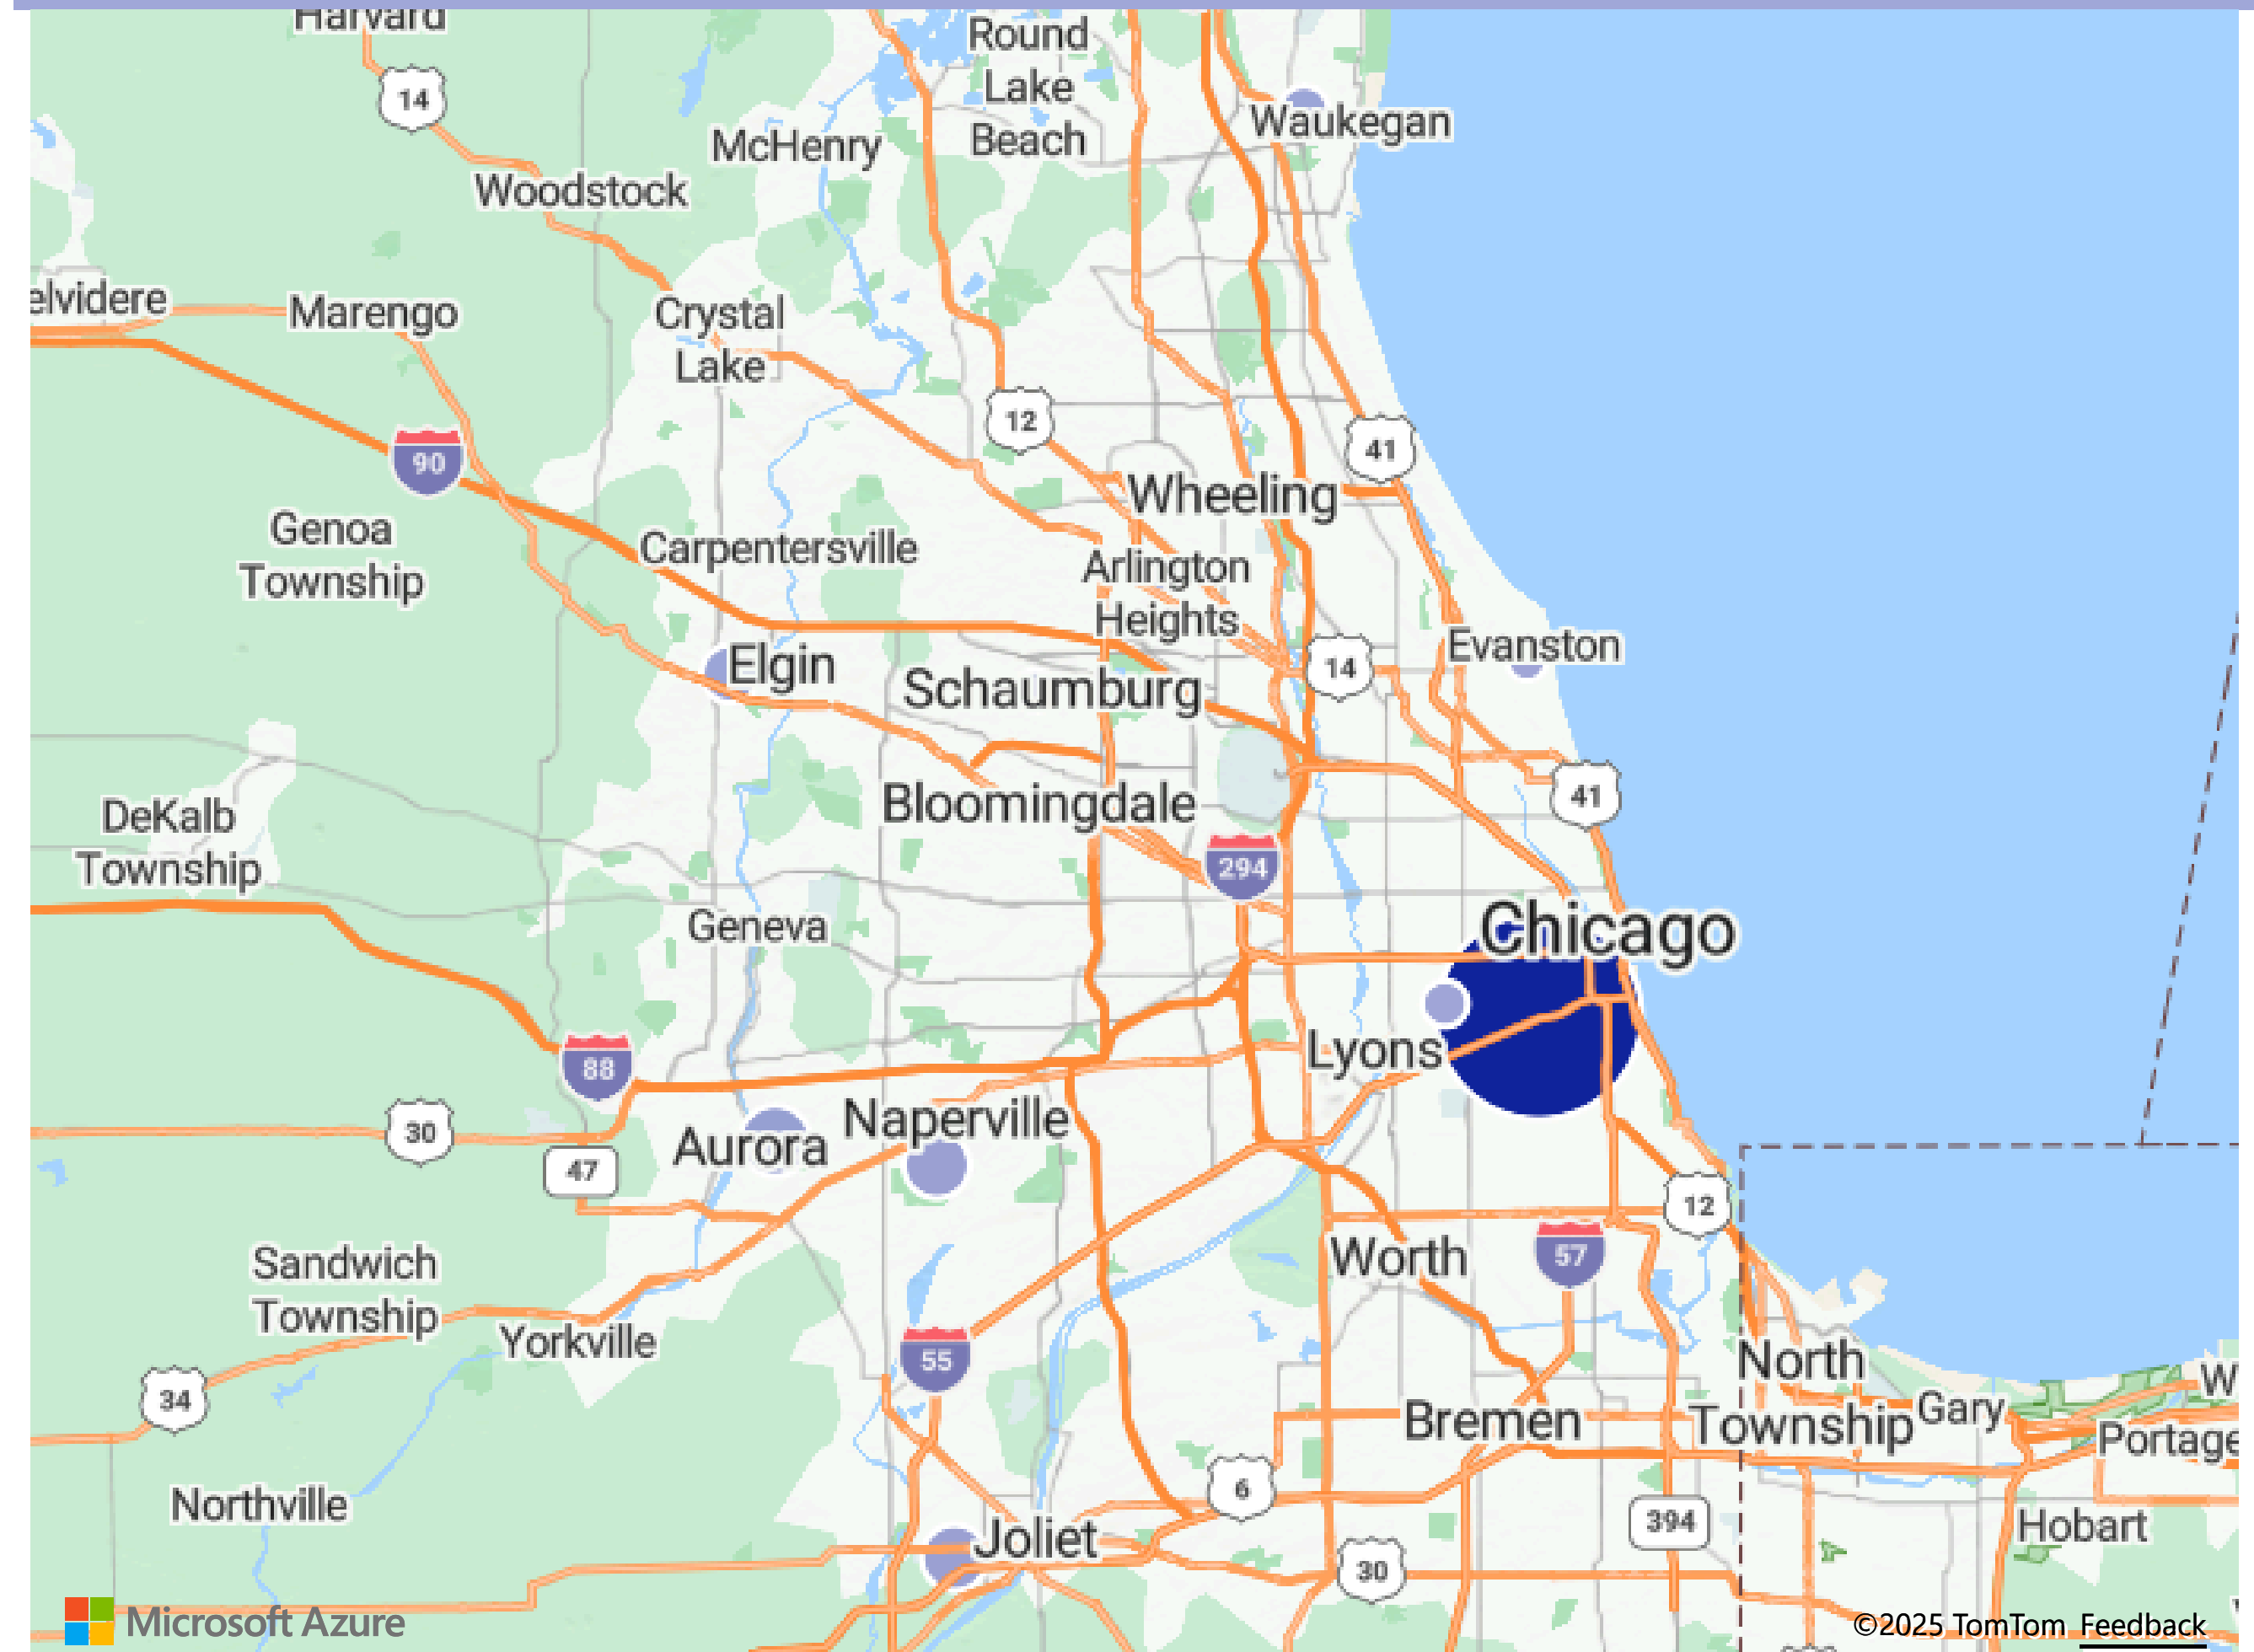 Harvard
Round
Lake
Beach
14
Waukegan
McHenry
Woodstock
elvidere
Marengo
Crystal
Lake
12
41
90
Wheeling
Genoa
Township
Carpentersville
Arlington
Heights
Evanston
14
Elgin
Schaumburg
41
Bloomingdale
DeKalb
Township
294
Geneva
Chicago
Lyons
88
30
Naperville
Aurora
47
12
Worth
57
Sandwich
Township
Yorkville
55
34
North
Township
Gary
W
Bremen
Portage
6
Northville
394
Joliet
Hobart
30
Microsoft Azure
©2025 TomTom Feedback